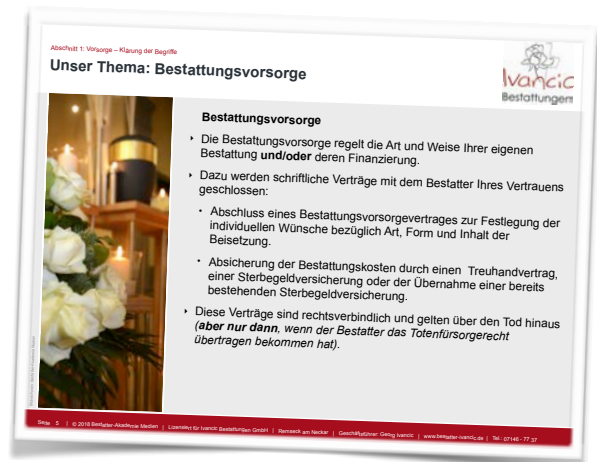 Abschnitt 1: Vorsorge – Klärung der Begriffe
Unser Thema: Bestattungsvorsorge
Ivancic
Bestattungen
Bestattungsvorsorge
‣ Die Bestattungsvorsorge regelt die Art und Weise Ihrer eigenen
Bestattung und/oder deren Finanzierung.
‣ Dazu werden schriftliche Verträge mit dem Bestatter Ihres Vertrauens
geschlossen:
• Abschluss eines Bestattungsvorsorgevertrages zur Festlegung der
individuellen Wünsche bezüglich Art, Form und Inhalt der
Beisetzung.
• Absicherung der Bestattungskosten durch einen Treuhandvertrag,
einer Sterbegeldversicherung oder der Übernahme einer bereits
bestehenden Sterbegeldversicherung.
‣ Diese Verträge sind rechtsverbindlich und gelten über den Tod hinaus
(aber nur dann, wenn der Bestatter das Totenfürsorgerecht
übertragen bekommen hat).
Seite 5 | © 2018 Bestatter-Akademie Medien | Lizensiert für Ivancic Bestattungen GmbH | Remseck am Neckar | Geschäftsführer: Georg Ivancic | www.bestatter-ivancic.de | Tel.: 07146 - 77 37